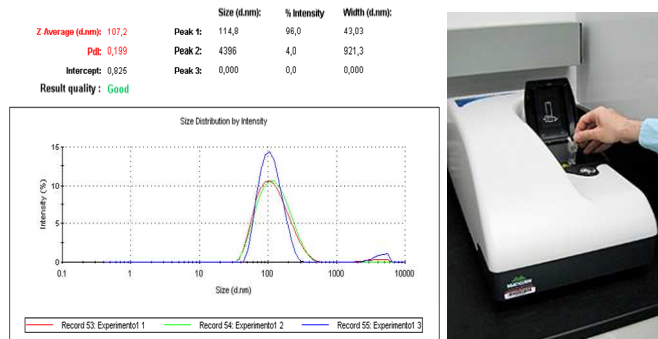 Size (d.nm): % Intensity Width (d.nm):
Z Average (d.nm): 107,2 Peak 1: 114,8 96,0 43,03
PdI: 0,199 Peak 2: 4396 4,0 921,3
Intercept: 0,825 Peak 3: 0,000 0,0 0,000
Result quality : Good
Size Distribution by Intensity
Intensity (%)
15
10
5
0
0.1 1 10 100 1000 10000
Size (d.nm)
Record 53: Experimento1 1 Record 54: Experimento1 2 Record 55: Experimento1 3